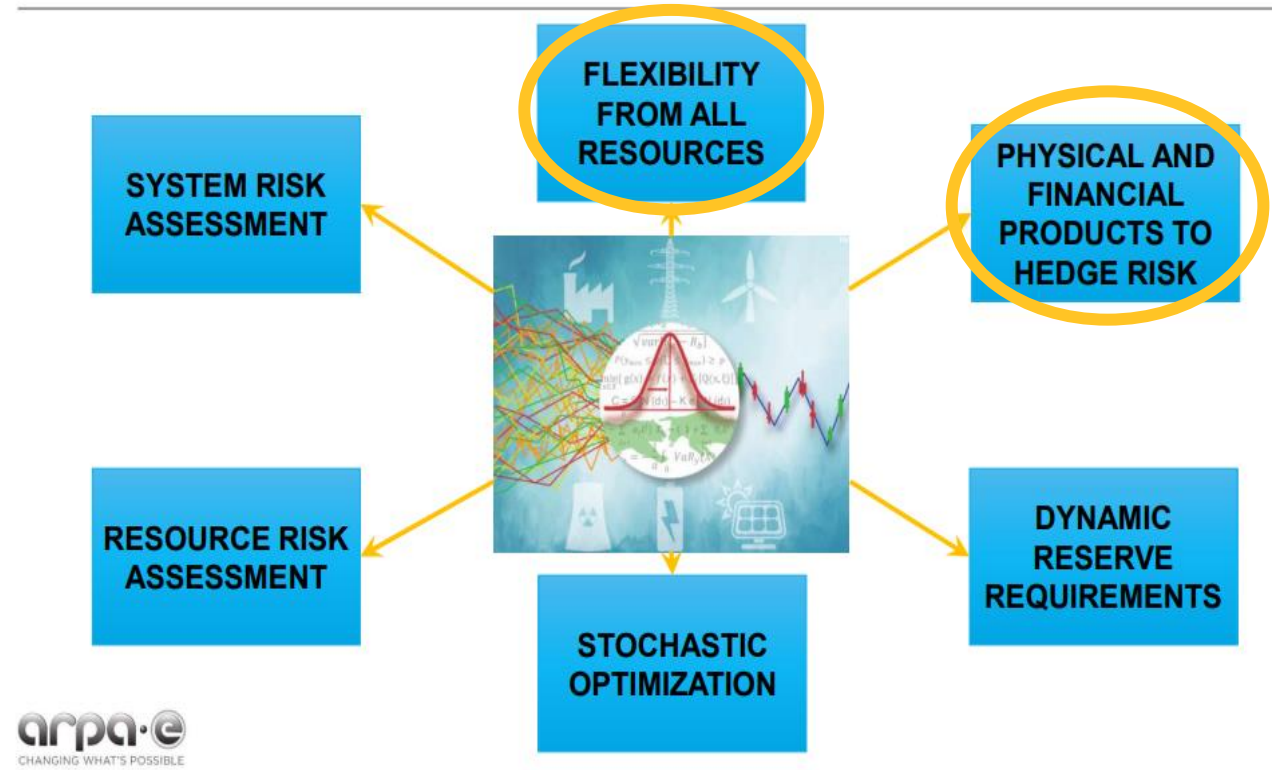 FLEXIBILITY
FROM ALL
RESOURCES
SYSTEM RISK
ASSESSMENT
PHYSICAL AND
FINANCIAL
PRODUCTS TO
HEDGE RISK
RESOURCE RISK
ASSESSMENT
DYNAMIC
RESERVE
REQUIREMENTS
STOCHASTIC
OPTIMIZATION
arpa·e
CHANGING WHAT'S POSSIBLE